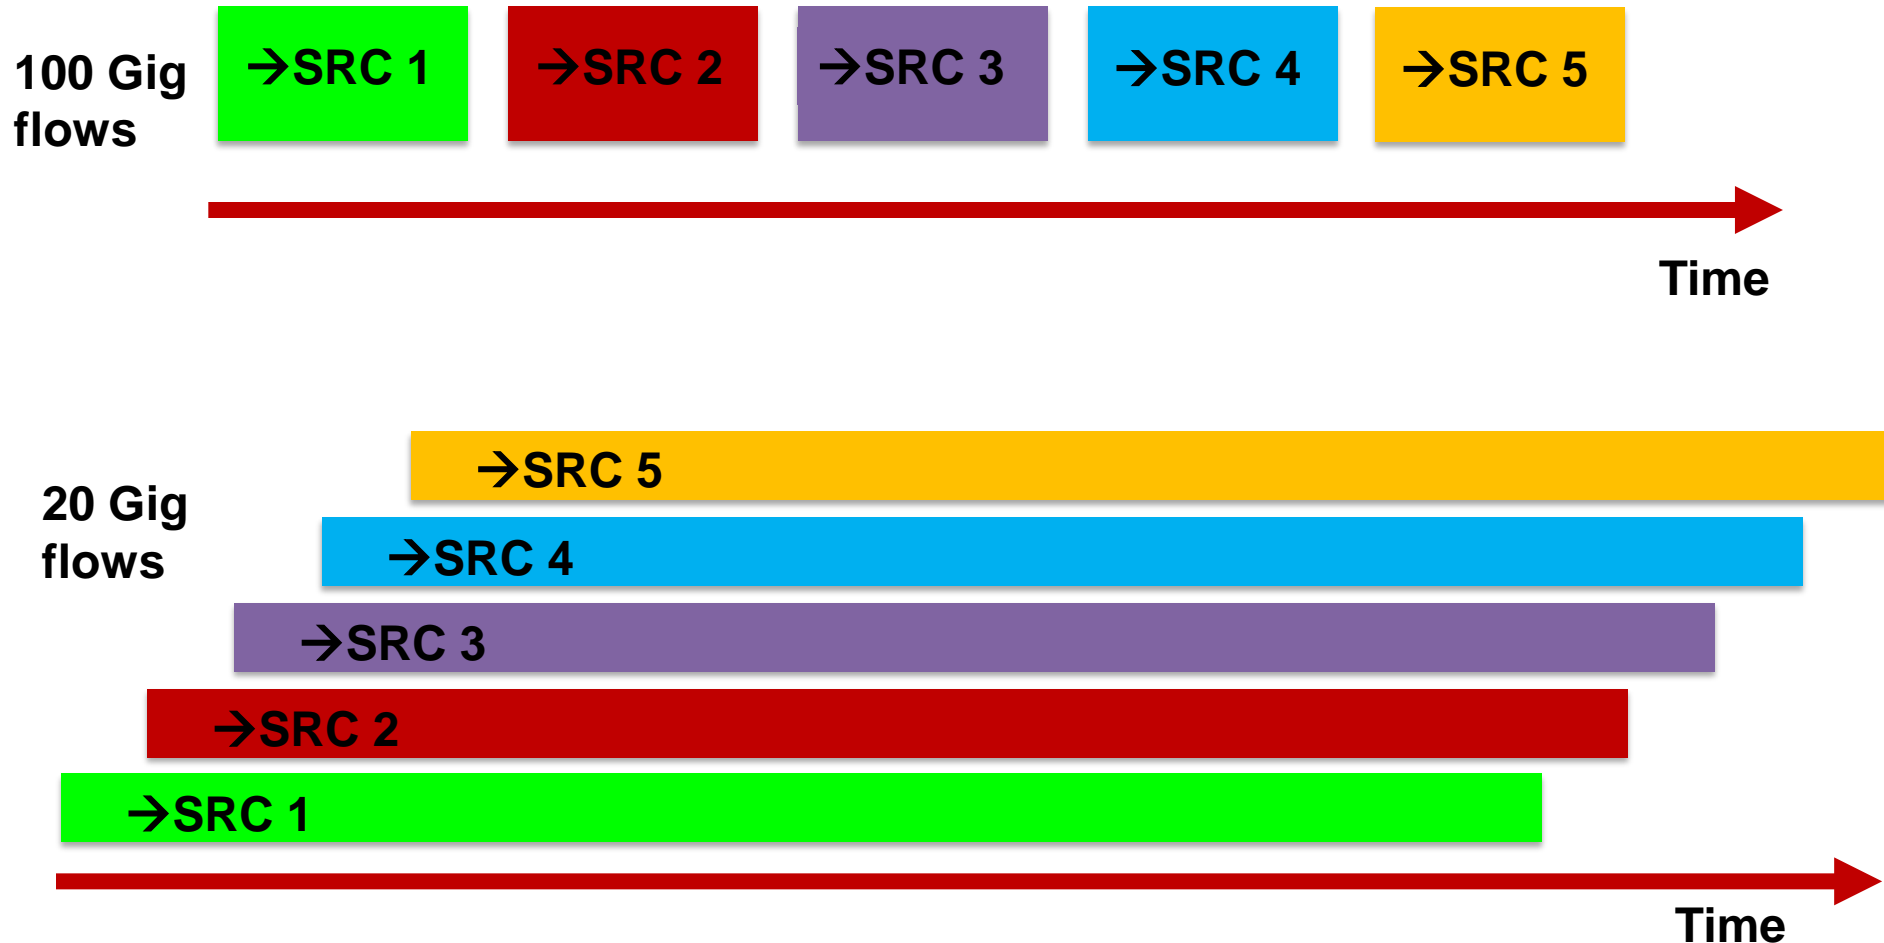 100 Gig
flows
→SRC 1
→SRC 2
→SRC 3
→SRC 4
→SRC 5
Time
20 Gig
flows
→SRC 5
→SRC 4
→SRC 3
→SRC 2
→SRC 1
Time